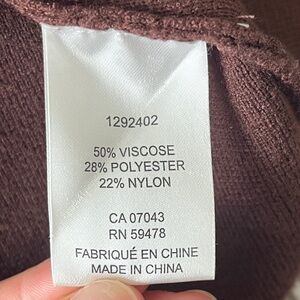 1292402
50% VISCOSE
28% POLYESTER
22% NYLON
CA 07043
RN 59478
FABRIQUÉ EN CHINE
MADE IN CHINA